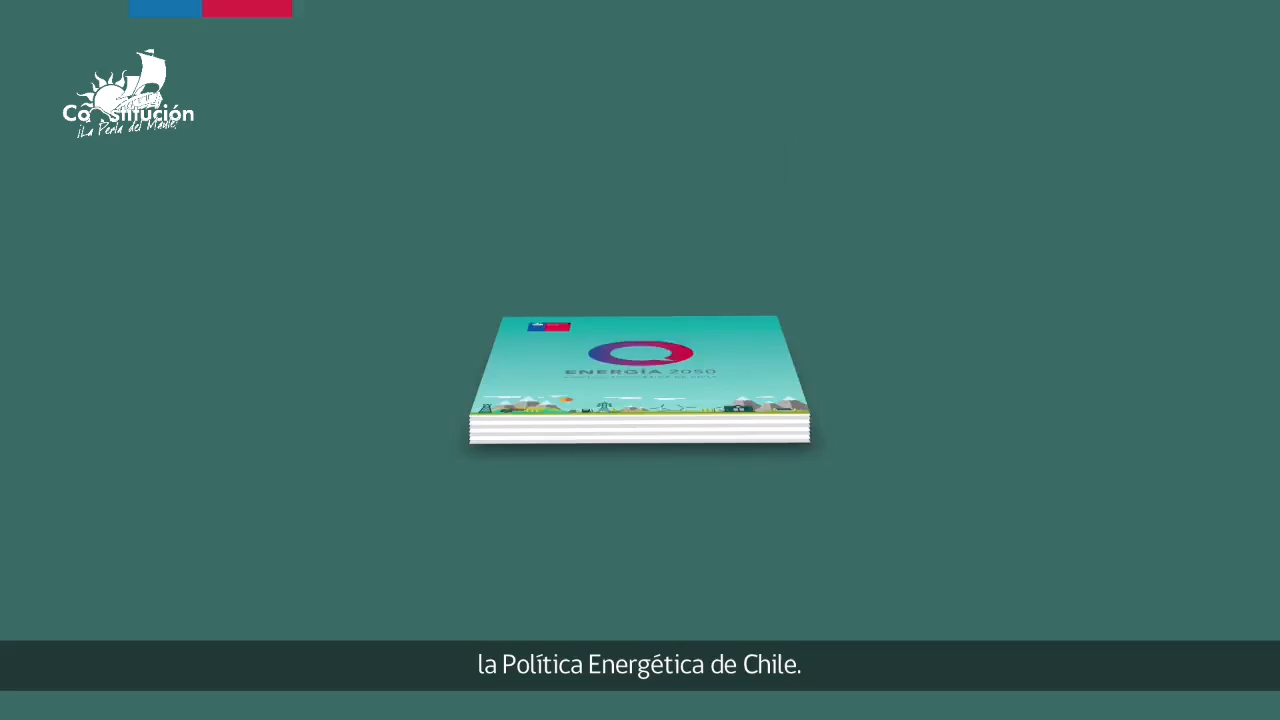 Constitución
¡La Perla del Maule!
ENERGÍA 2050
la Política Energética de Chile.